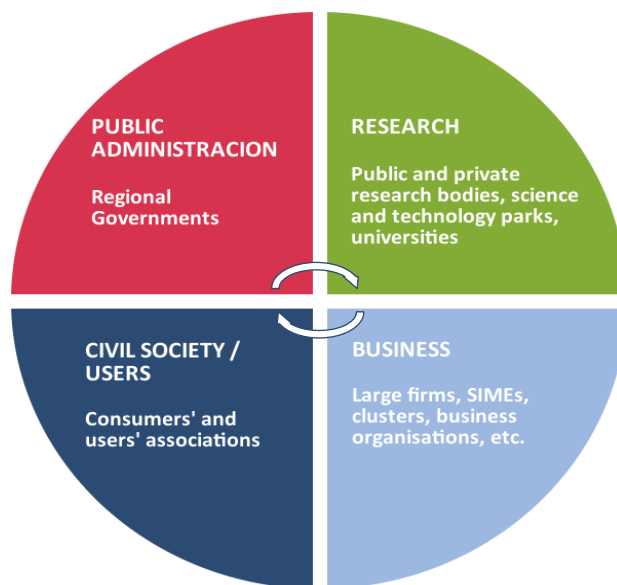 PUBLIC
ADMINISTRACION
Regional
Governments
RESEARCH
Public and private
research bodies, science
and technology parks,
universities
CIVIL SOCIETY /
USERS
Consumers' and
users' associations
BUSINESS
Large firms, SIMEs,
clusters, business
organisations, etc.